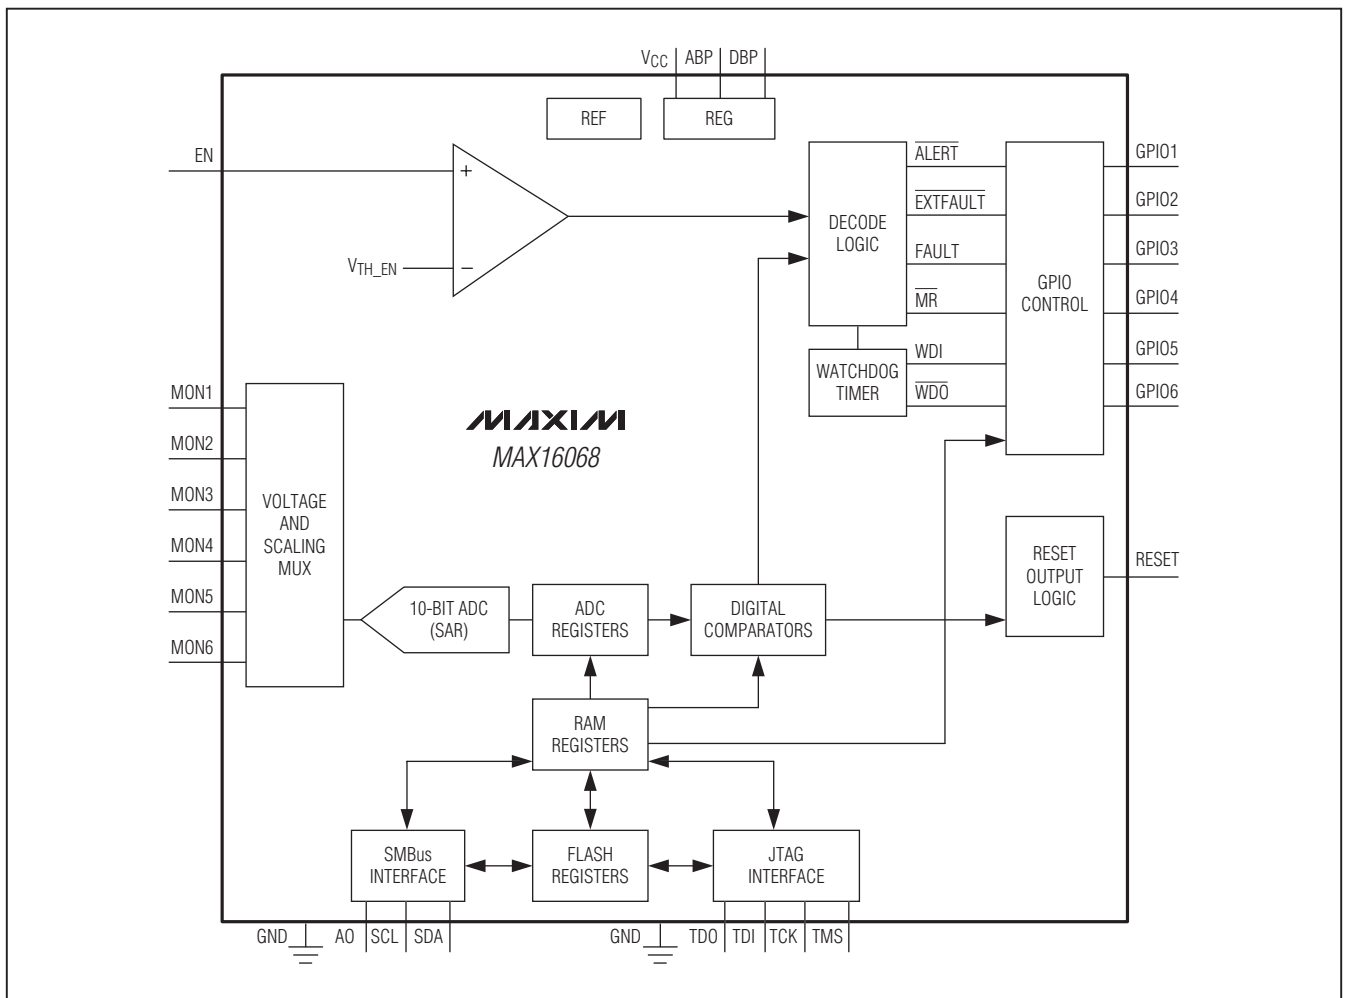 VCC ABP DBP
REF
REG
EN
+
VTH_EN
−
DECODE
LOGIC
ALERT
EXTFAULT
FAULT
MR
WATCHDOG
TIMER
WDI
WDO
GPIO
CONTROL
GPIO1
GPIO2
GPIO3
GPIO4
GPIO5
GPIO6
MAXIM
MAX16068
MON1
MON2
MON3
MON4
MON5
MON6
VOLTAGE
AND
SCALING
MUX
10-BIT ADC
(SAR)
ADC
REGISTERS
DIGITAL
COMPARATORS
RESET
OUTPUT
LOGIC
RESET
RAM
REGISTERS
SMBus
INTERFACE
FLASH
REGISTERS
JTAG
INTERFACE
GND
AO SCL SDA
GND
TDO TDI TCK TMS